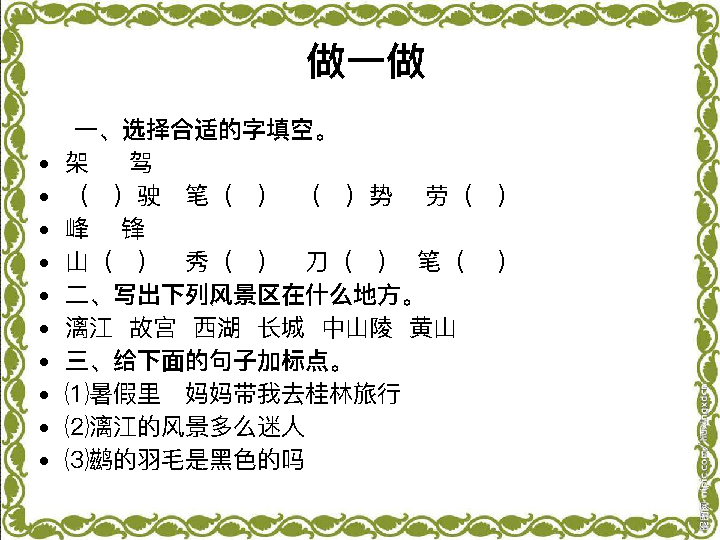 做一做
一、选择合适的字填空。
架 驾
（ ）驶 笔（ ） （ ）势 劳（ ）
峰 锋
山（ ） 秀（ ） 刀（ ） 笔（ ）
二、写出下列风景区在什么地方。
漓江 故宫 西湖 长城 中山陵 黄山
三、给下面的句子加标点。
⑴暑假里 妈妈带我去桂林旅行
⑵漓江的风景多么迷人
⑶鹚的羽毛是黑色的吗